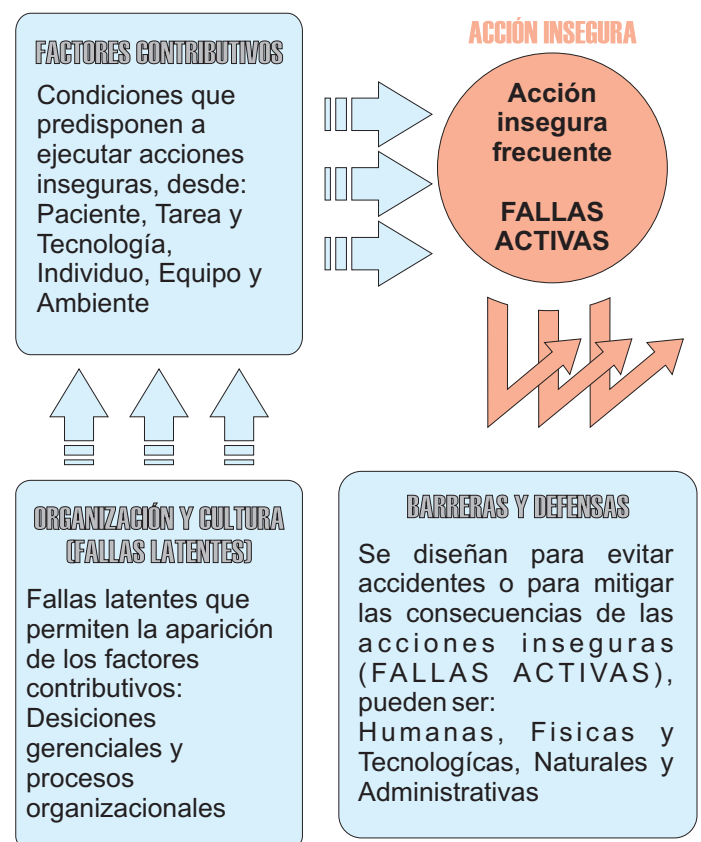 FACTORES CONTRIBUTIVOS
Condiciones que
predisponen a
ejecutar acciones
inseguras, desde:
Paciente, Tarea y
Tecnología,
Individuo, Equipo y
Ambiente
ACCIÓN INSEGURA
Acción
insegura
frecuente
FALLAS
ACTIVAS
ORGANIZACIÓN Y CULTURA
(FALLAS LATENTES)
Fallas latentes que
permiten la aparición
de los factores
contributivos:
Desiciones
gerenciales y
procesos
organizacionales
BARRERAS Y DEFENSAS
Se diseñan para evitar
accidentes o para mitigar
las consecuencias de las
acciones inseguras
(FALLAS ACTIVAS),
pueden ser:
Humanas, Fisicas y
Tecnologícas, Naturales y
Administrativas